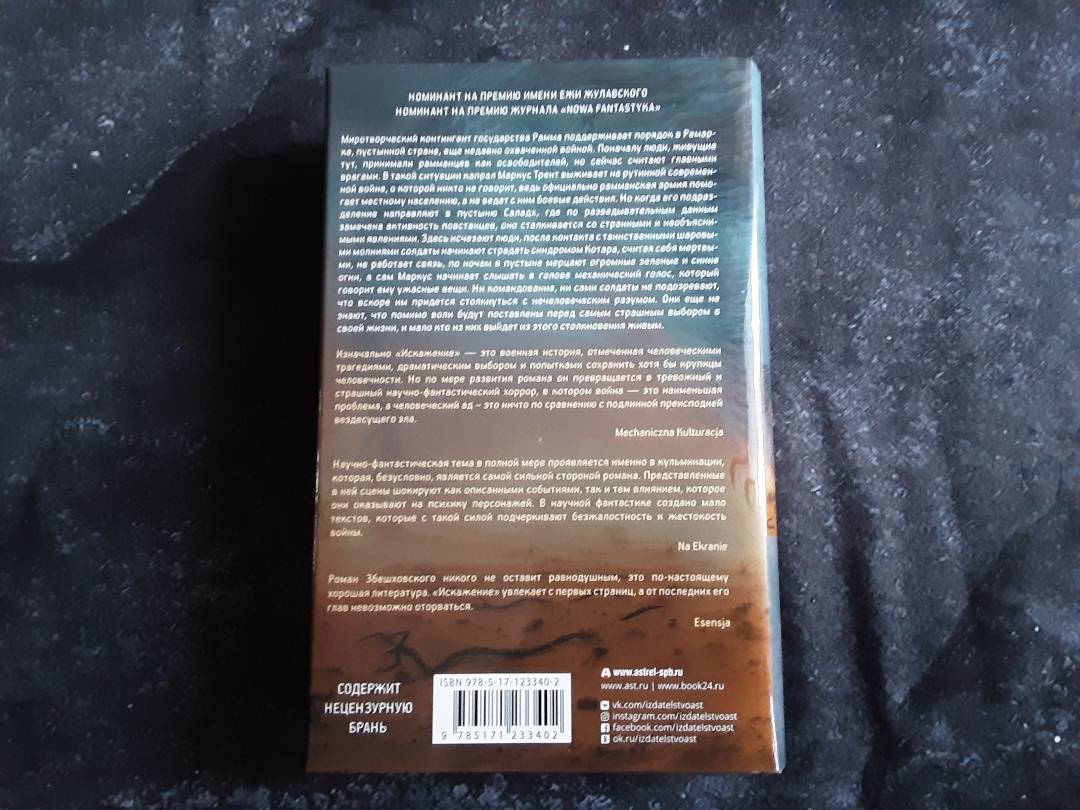 НОМИНАНТ НА ПРЕМИЮ ИМЕНИ ЕЖИ ЖУЛАВСКОГО
НОМИНАНТ НА ПРЕМИЮ ЖУРНАЛА «NOWA FANTASTYKA»
Миротворческий контингент государства Рамма поддерживает порядок в Ремар-
ке, пустынной стране, еще недавно охваченной войной. Поначалу люди, живущие
тут, принимали рамманцев как освободителей, но сейчас считают главными
врагами. В такой ситуации капрал Маркус Трент выживает на рутинной современ-
ной войне, о которой никто не говорит, ведь официально рамманская армия помо-
гает местному населению, а не ведет с ним боевые действия. Но когда его подраз-
деление направляют в пустыню Саладх, где по разведывательным данным
замечена активность повстанцев, оно сталкивается со странными и необъясни-
мыми явлениями. Здесь исчезают люди, после контакта с таинственными шаровы-
ми молниями солдаты начинают страдать синдромом Котара, считая себя мертвы-
ми, не работает связь, по ночам в пустыне мерцают огромные зеленые и синие
огни, а сам Маркус начинает слышать в голове механический голос, который
говорит ему ужасные вещи. Ни командование, ни сами солдаты не подозревают,
что вскоре им придется столкнуться с нечеловеческим разумом. Они еще не
знают, что помимо воли будут поставлены перед самым страшным выбором в
своей жизни, и мало кто из них выйдет из этого столкновения живым.
Изначально «Искажение» — это военная история, отмеченная человеческими
трагедиями, драматическим выбором и попытками сохранить хотя бы крупицы
человечности. Но по мере развития романа он превращается в тревожный и
страшный научно-фантастический хоррор, в котором война — это наименьшая
проблема, а человеческий ад – это ничто по сравнению с подлинной преисподней
вездесущего зла.
Mechaniczna Kulturacja
Научно-фантастическая тема в полной мере проявляется именно в кульминации,
которая, безусловно, является самой сильной стороной романа. Представленные
в ней сцены шокируют как описанными событиями, так и тем влиянием, которое
они оказывают на психику персонажей. В научной фантастике создано мало
текстов, которые с такой силой подчеркивают безжалостность и жестокость
войны.
Na Ekranie
Роман Збешховского никого не оставит равнодушным, это по-настоящему
хорошая литература. «Искажение» увлекает с первых страниц, а от последних его
глав невозможно оторваться.
Esensja
СОДЕРЖИТ
НЕЦЕНЗУРНУЮ
БРАНЬ
ISBN 978-5-17-123340-2
9 785171 233402
www.astrel-spb.ru
www.ast.ru | www.book24.ru
vk.com/izdatelstvoast
instagram.com/izdatelstvoast
facebook.com/izdatelstvoast
ok.ru/izdatelstvoast